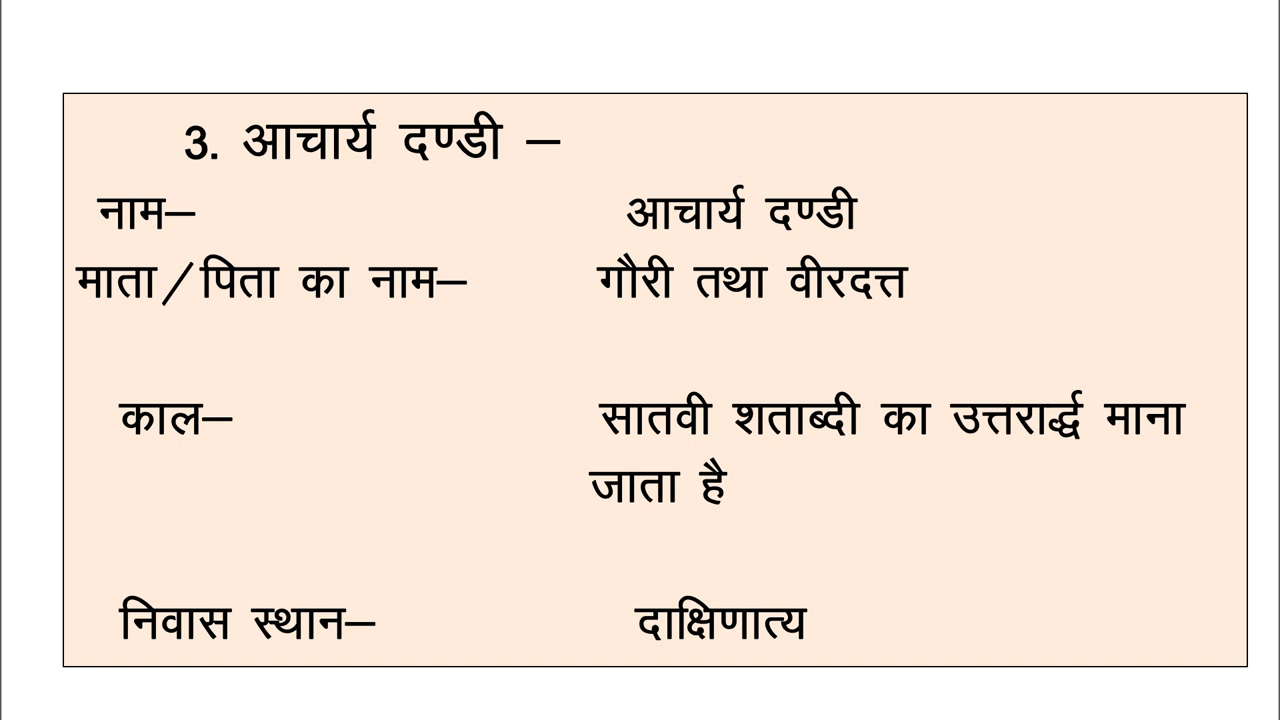 3. आचार्य दण्डी –
नाम– आचार्य दण्डी
माता/पिता का नाम– गौरी तथा वीरदत्त
काल– सातवी शताब्दी का उत्तरार्द्ध माना
जाता है
निवास स्थान– दाक्षिणात्य